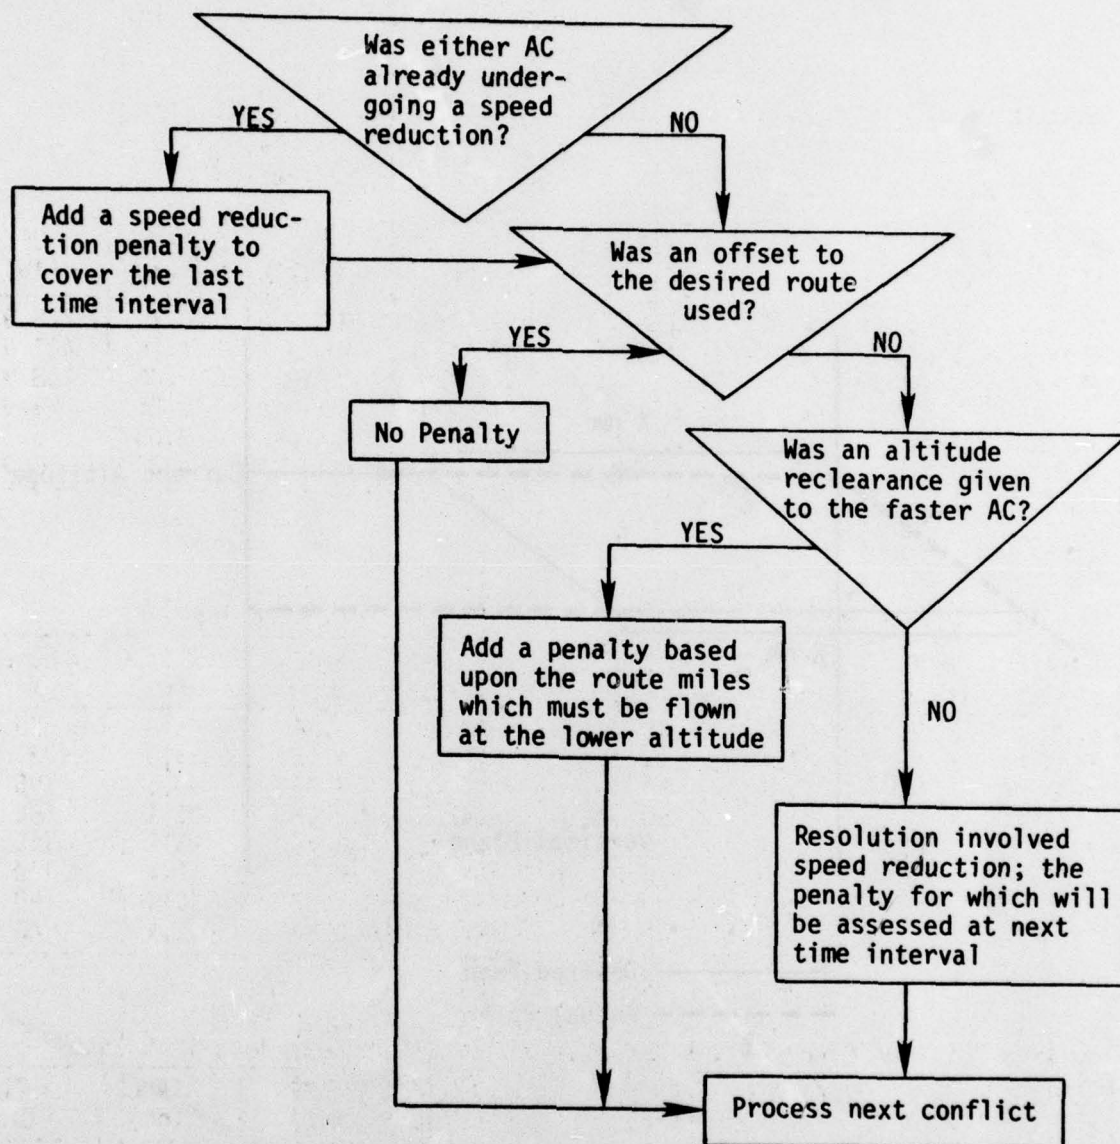 Was either AC
already under-
going a speed
reduction?
YES
NO
Add a speed reduc-
tion penalty to
cover the last
time interval
Was an offset to
the desired route
used?
YES
NO
No Penalty
Was an altitude
reclearance given
to the faster AC?
YES
NO
Add a penalty based
upon the route miles
which must be flown
at the lower altitude
Resolution involved
speed reduction; the
penalty for which will
be assessed at next
time interval
Process next conflict